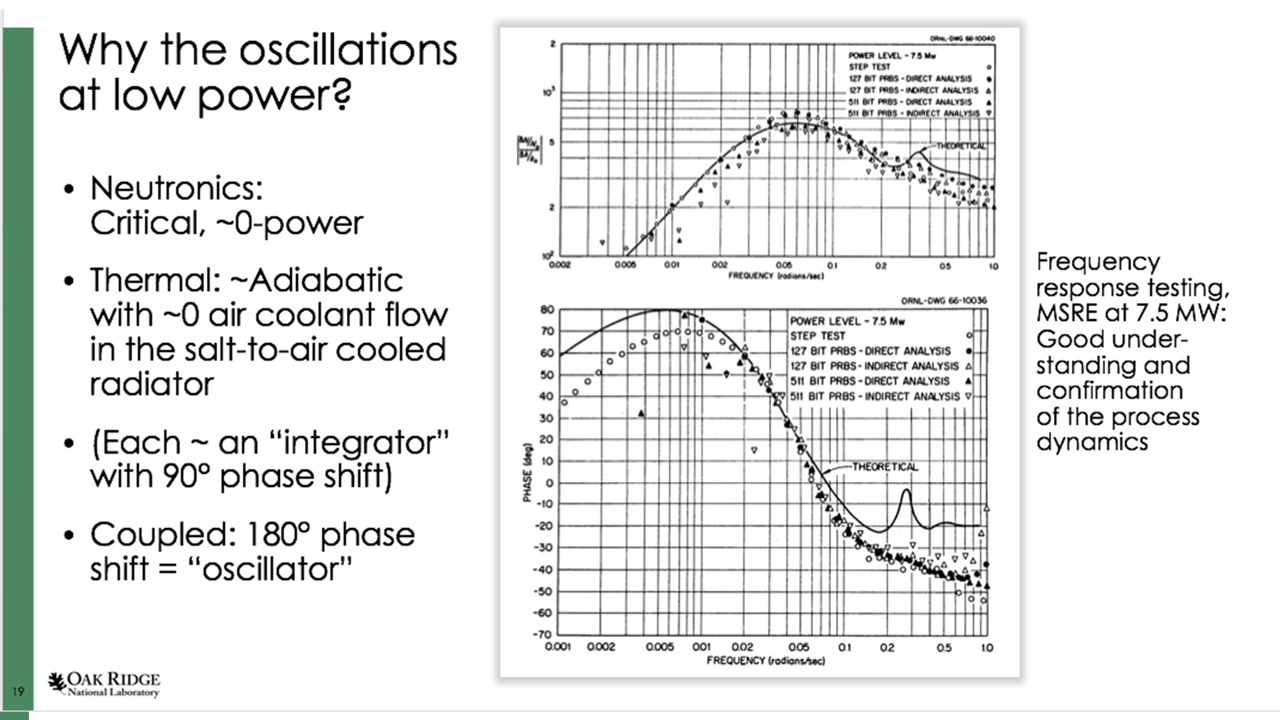 Why the oscillations
at low power?
• Neutronics:
Critical, ~0-power
• Thermal: ~Adiabatic
with ~0 air coolant flow
in the salt-to-air cooled
radiator
• (Each ~ an “integrator”
with 90° phase shift)
• Coupled: 180° phase
shift = “oscillator”
19
OAK RIDGE
National Laboratory
ORNL-DWG 66-10040
POWER LEVEL - 7.5 Mw
STEP TEST
127 BIT PRBS - DIRECT ANALYSIS
127 BIT PRBS - INDIRECT ANALYSIS
511 BIT PRBS - DIRECT ANALYSIS
511 BIT PRBS - INDIRECT ANALYSIS
THEORETICAL
2
10³
5
2
10²
0.002 0.005 0.01 0.02 0.05 0.1 0.2 0.5 1.0
FREQUENCY (radians/sec)
ORNL-DWG 66-10036
POWER LEVEL - 7.5 Mw
STEP TEST
127 BIT PRBS - DIRECT ANALYSIS
127 BIT PRBS - INDIRECT ANALYSIS
511 BIT PRBS - DIRECT ANALYSIS
511 BIT PRBS - INDIRECT ANALYSIS
THEORETICAL
PHASE (deg)
80
70
60
50
40
30
20
10
0
-10
-20
-30
-40
-50
-60
-70
0.001 0.002 0.005 001 0.02 0.05 0.1 0.2 0.5 1.0
FREQUENCY (radians/sec)
Frequency
response testing,
MSRE at 7.5 MW:
Good under-
standing and
confirmation
of the process
dynamics